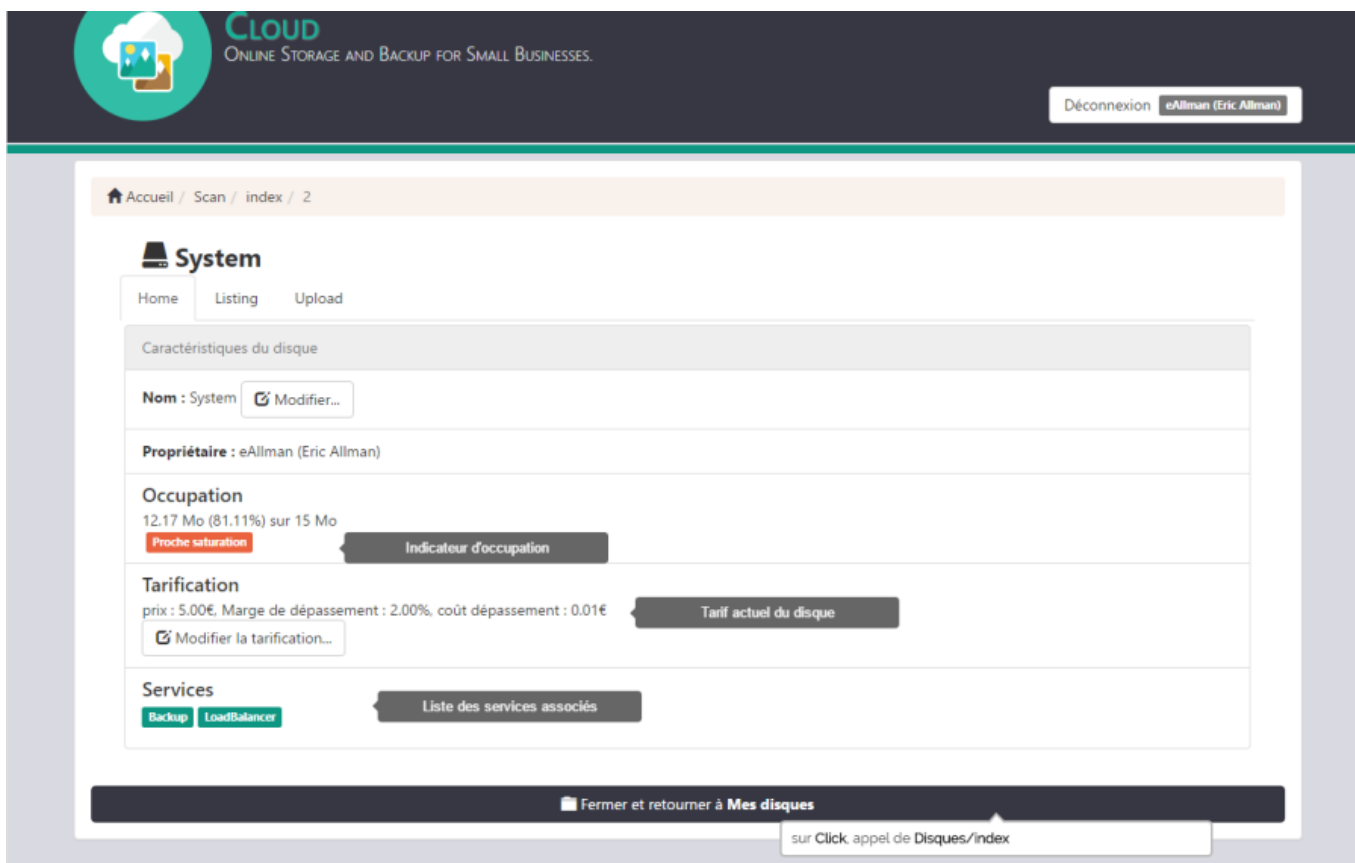 CLOUD
ONLINE STORAGE AND BACKUP FOR SMALL BUSINESSES.
Déconnexion eAllman (Eric Allman)
Accueil / Scan / index / 2
System
Home Listing Upload
Caractéristiques du disque
Nom : System Modifier...
Propriétaire : eAllman (Eric Allman)
Occupation
12.17 Mo (81.11%) sur 15 Mo
Proche saturation
Indicateur d'occupation
Tarification
prix : 5.00€, Marge de dépassement : 2.00%, coût dépassement : 0.01€
Tarif actuel du disque
Modifier la tarification...
Services
Backup LoadBalancer
Liste des services associés
Fermer et retourner à Mes disques
sur Click, appel de Disques/index